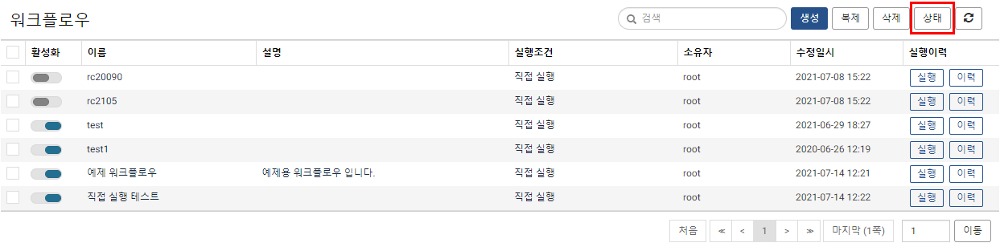 워크플로우 검색 생성 복제 삭제 상태
활성화 이름 설명 실행조건 소유자 수정일시 실행이력
rc20090 직접 실행 root 2021-07-08 15:22 실행 이력
rc2105 직접 실행 root 2021-07-08 15:22 실행 이력
test 직접 실행 root 2021-06-29 18:27 실행 이력
test1 직접 실행 root 2020-06-26 12:19 실행 이력
예제 워크플로우 예제용 워크플로우 입니다. 직접 실행 root 2021-07-14 12:21 실행 이력
직접 실행 테스트 직접 실행 root 2021-07-14 12:22 실행 이력
처음 ≪ < 1 > ≫ 마지막 (1쪽) 1 이동